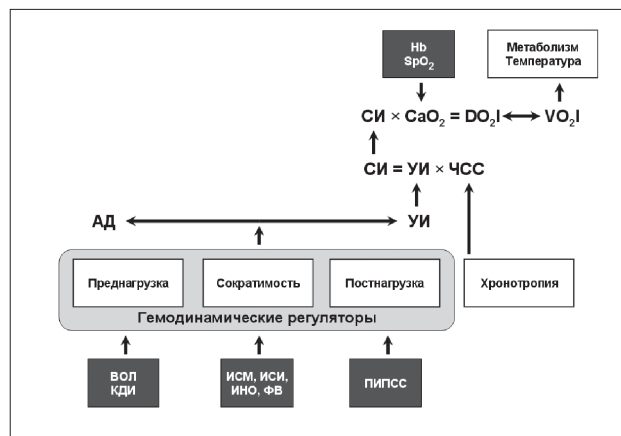 Hb
SpO₂
Метаболизм
Температура
СИ × CaO₂ = DO₂I VO₂I
СИ = УИ × ЧСС
АД УИ
Преднагрузка Сократимость Постнагрузка Хронотропия
Гемодинамические регуляторы
ВОЛ
КДИ
ИСМ, ИСИ,
ИНО, ФВ
ПИПСС